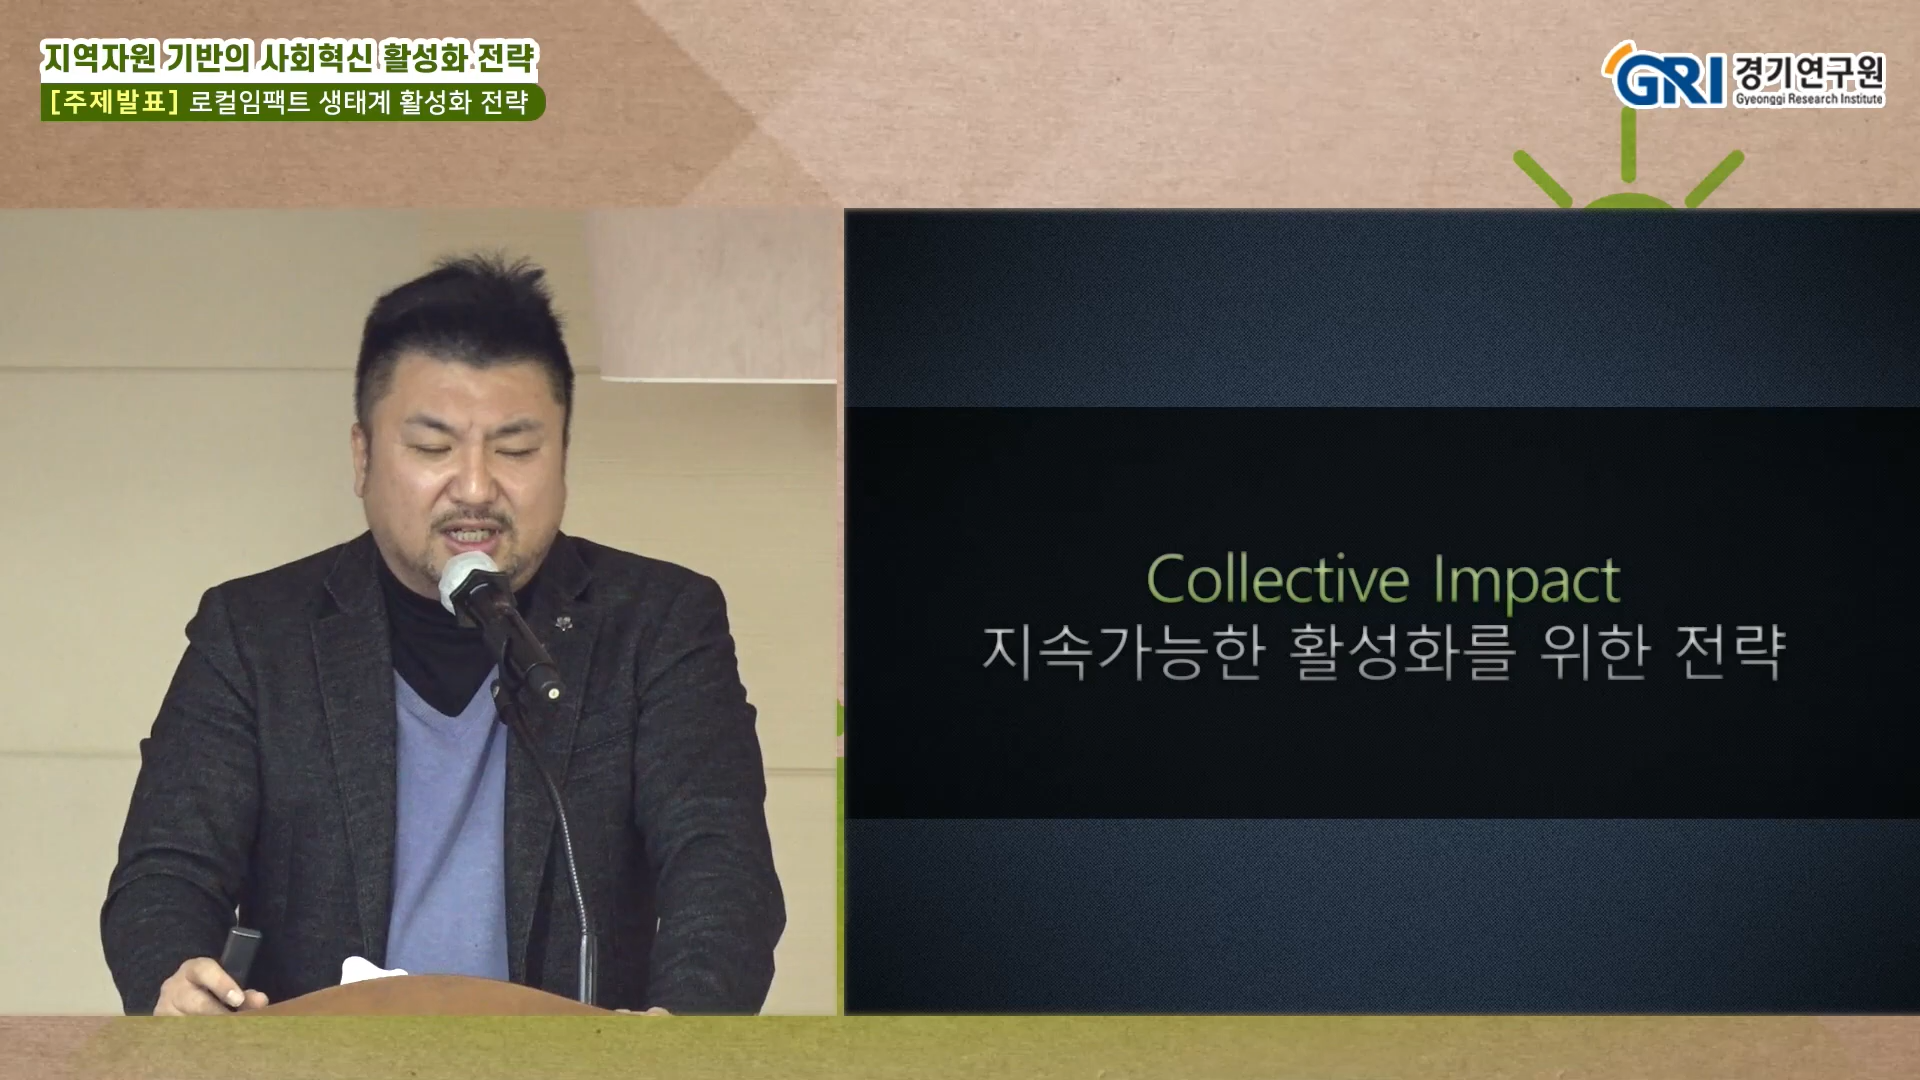 지역자원 기반의 사회혁신 활성화 전략
[주제발표] 로컬임팩트 생태계 활성화 전략
GRI 경기연구원
Gyeonggi Research Institute
Collective Impact
지속가능한 활성화를 위한 전략